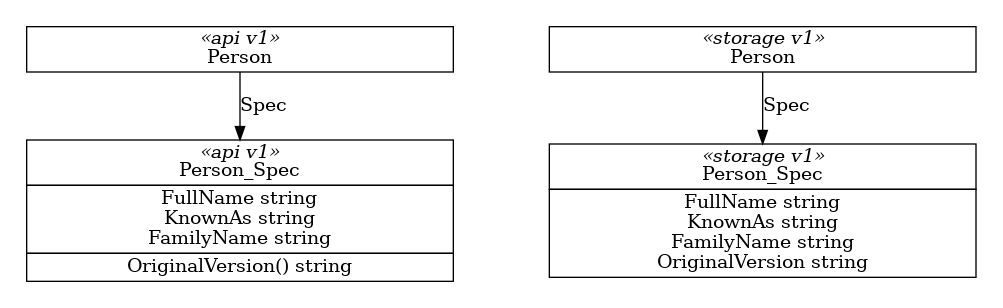 «api v1»
Person
Spec
«api v1»
Person_Spec
FullName string
KnownAs string
FamilyName string
OriginalVersion() string
«storage v1»
Person
Spec
«storage v1»
Person_Spec
FullName string
KnownAs string
FamilyName string
OriginalVersion string